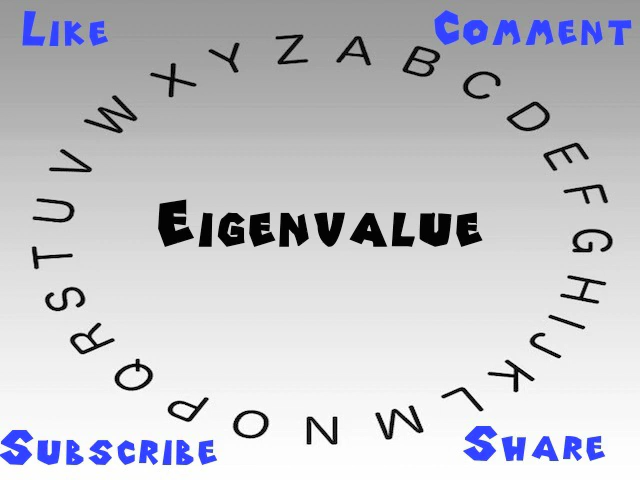 Like
Comment
A B C D E F G H I J K L M N O P Q R S T U V W X Y Z
Eigenvalue
Subscribe
Share